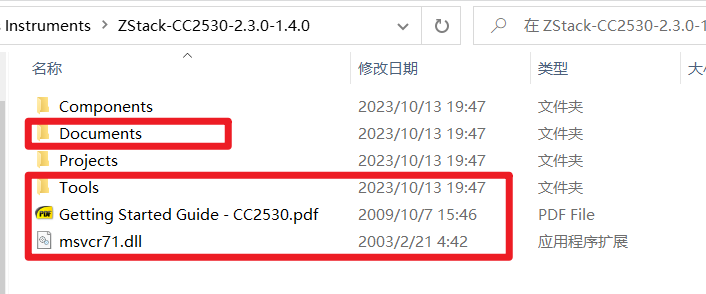 s Instruments > ZStack-CC2530-2.3.0-1.4.0 在 ZStack-CC2530-2.3.0-1.
名称 修改日期 类型 大
Components 2023/10/13 19:47 文件夹
Documents 2023/10/13 19:47 文件夹
Projects 2023/10/13 19:47 文件夹
Tools 2023/10/13 19:47 文件夹
PDF Getting Started Guide - CC2530.pdf 2009/10/7 15:46 PDF File
msvcr71.dll 2003/2/21 4:42 应用程序扩展